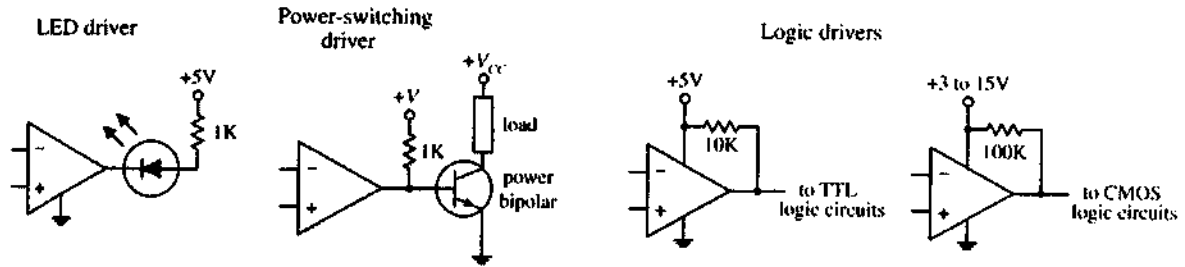 LED driver
+5V
1K
−
+
Power-switching
driver
+V
1K
+VCC
load
power
bipolar
−
+
Logic drivers
+5V
10K
−
+
to TTL
logic circuits
+3 to 15V
100K
−
+
to CMOS
logic circuits